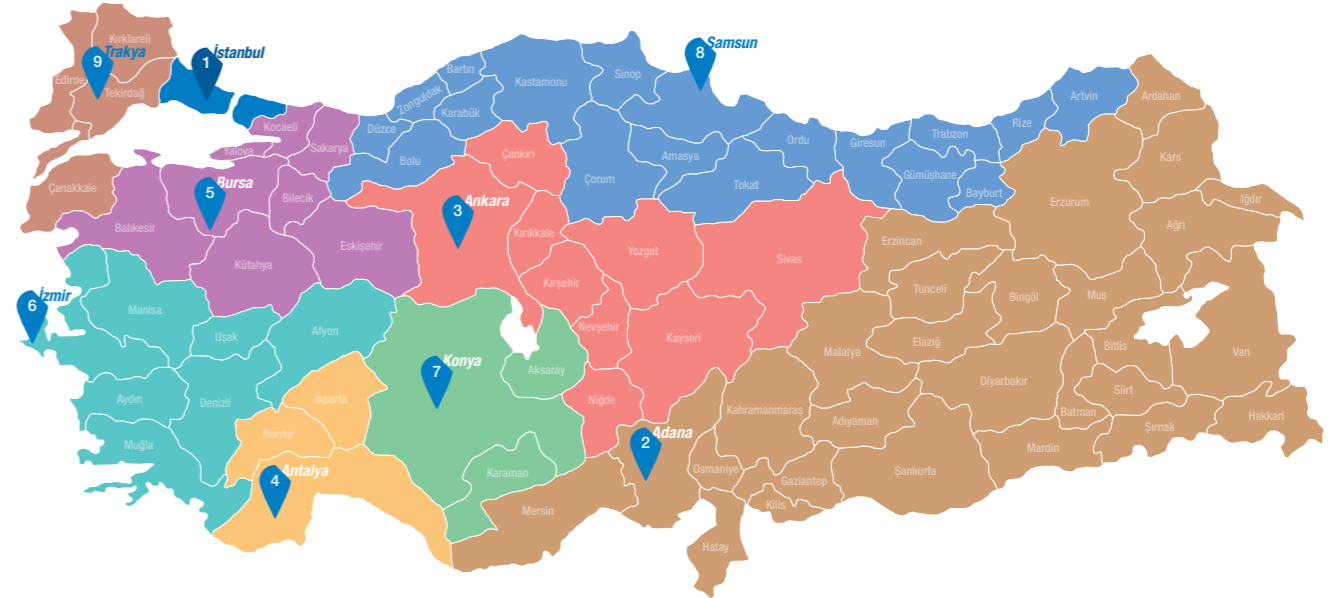 Kırklareli
9
Trakya
Edirne
Tekirdağ
1
İstanbul
Kocaeli
Yalova
Sakarya
Çanakkale
5
Bursa
Bilecik
Balıkesir
Kütahya
Eskişehir
Bartın
Zonguldak
Karabük
Düzce
Bolu
Kastamonu
Sinop
8
Samsun
Çorum
Amasya
Tokat
Ordu
Giresun
Trabzon
Gümüşhane
Bayburt
Rize
Artvin
Ardahan
Kars
Iğdır
Ağrı
Erzurum
Erzincan
Çankırı
3
Ankara
Kırıkkale
Yozgat
Sivas
Kırşehir
Nevşehir
Kayseri
Niğde
6
İzmir
Manisa
Uşak
Afyon
Aydın
Denizli
Muğla
Isparta
Burdur
4
Antalya
7
Konya
Aksaray
Karaman
2
Adana
Mersin
Osmaniye
Hatay
Kilis
Gaziantep
Kahramanmaraş
Adıyaman
Şanlıurfa
Malatya
Elazığ
Tunceli
Bingöl
Muş
Bitlis
Van
Diyarbakır
Batman
Siirt
Mardin
Şırnak
Hakkari